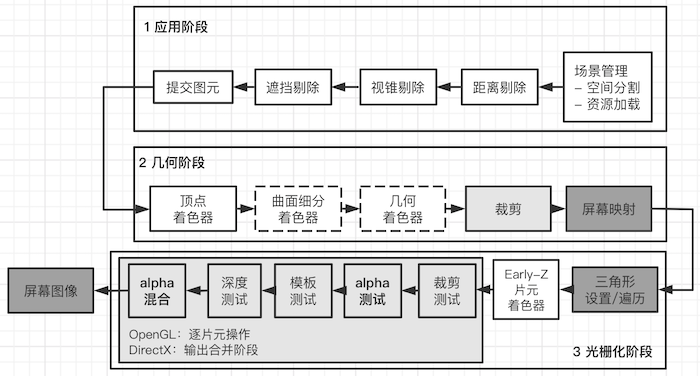 1 应用阶段
提交图元
遮挡剔除
视锥剔除
距离剔除
场景管理
- 空间分割
- 资源加载
2 几何阶段
顶点
着色器
曲面细分
着色器
几何
着色器
裁剪
屏幕映射
屏幕图像
alpha
混合
深度
测试
模板
测试
alpha
测试
裁剪
测试
Early-Z
片元
着色器
三角形
设置/遍历
OpenGL：逐片元操作
DirectX：输出合并阶段
3 光栅化阶段